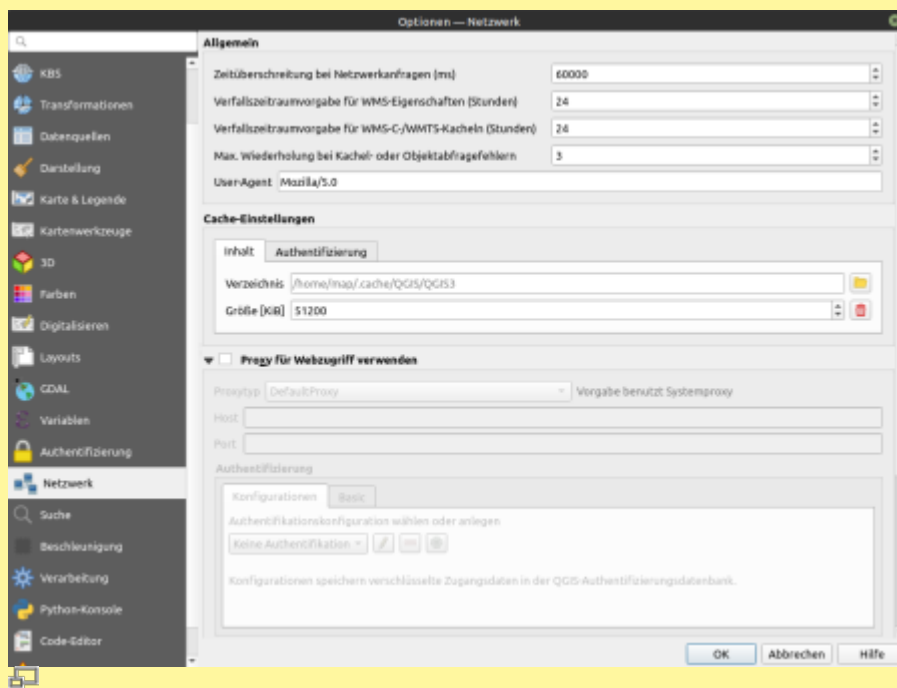 Optionen — Netzwerk
KBS
Transformationen
Datenquellen
Darstellung
Karte & Legende
Kartenwerkzeuge
3D
Farben
Digitalisieren
Layouts
GDAL
Variablen
Authentifizierung
Netzwerk
Suche
Beschleunigung
Verarbeitung
Python-Konsole
Code-Editor
Allgemein
Zeitüberschreitung bei Netzwerkanfragen (ms) 60000
Verfallszeitraumvorgabe für WMS-Eigenschaften (Stunden) 24
Verfallszeitraumvorgabe für WMS-C-/WMTS-Kacheln (Stunden) 24
Max. Wiederholung bei Kachel- oder Objektabfragefehlern 3
User-Agent Mozilla/5.0
Cache-Einstellungen
Inhalt Authentifizierung
Verzeichnis /home/map/.cache/QGIS/QGIS3
Größe [KiB] 51200
Proxy für Webzugriff verwenden
Proxytyp DefaultProxy Vorgabe benutzt Systemproxy
Host
Port
Authentifizierung
Konfigurationen Basic
Authentifikationskonfiguration wählen oder anlegen
Keine Authentifikation
Konfigurationen speichern verschlüsselte Zugangsdaten in der QGIS-Authentifizierungsdatenbank.
OK Abbrechen Hilfe